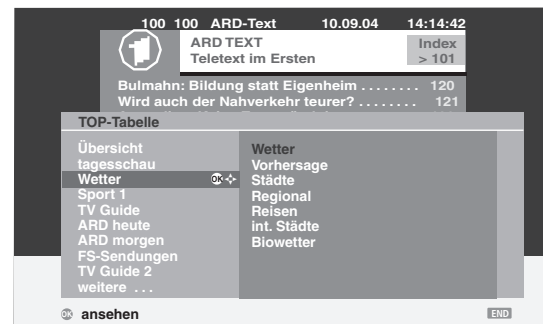 100 100 ARD-Text 10.09.04 14:14:42
ARD TEXT
Teletext im Ersten
Index
> 101
Bulmahn: Bildung statt Eigenheim . . . . . . . . 120
Wird auch der Nahverkehr teurer? . . . . . . . . 121
TOP-Tabelle
Übersicht
tagesschau
Wetter OK
Sport 1
TV Guide
ARD heute
ARD morgen
FS-Sendungen
TV Guide 2
weitere . . .
Wetter
Vorhersage
Städte
Regional
Reisen
int. Städte
Biowetter
OK ansehen
END